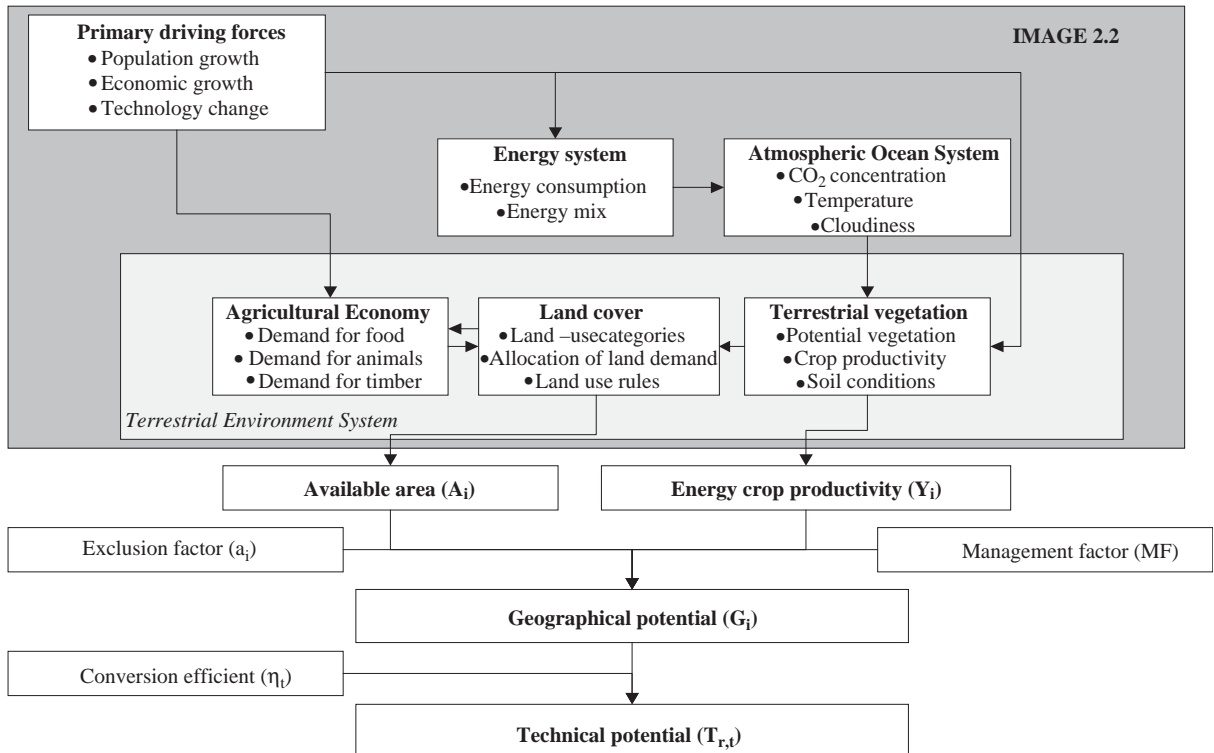 Primary driving forces
● Population growth
● Economic growth
● Technology change
IMAGE 2.2
Energy system
●Energy consumption
●Energy mix
Atmospheric Ocean System
●CO₂ concentration
●Temperature
●Cloudiness
Agricultural Economy
● Demand for food
● Demand for animals
● Demand for timber
Land cover
●Land –usecategories
●Allocation of land demand
●Land use rules
Terrestrial vegetation
●Potential vegetation
●Crop productivity
●Soil conditions
Terrestrial Environment System
Available area (Aᵢ)
Energy crop productivity (Yᵢ)
Exclusion factor (aᵢ)
Management factor (MF)
Geographical potential (Gᵢ)
Conversion efficient (ηₜ)
Technical potential (Tᵣ,ₜ)